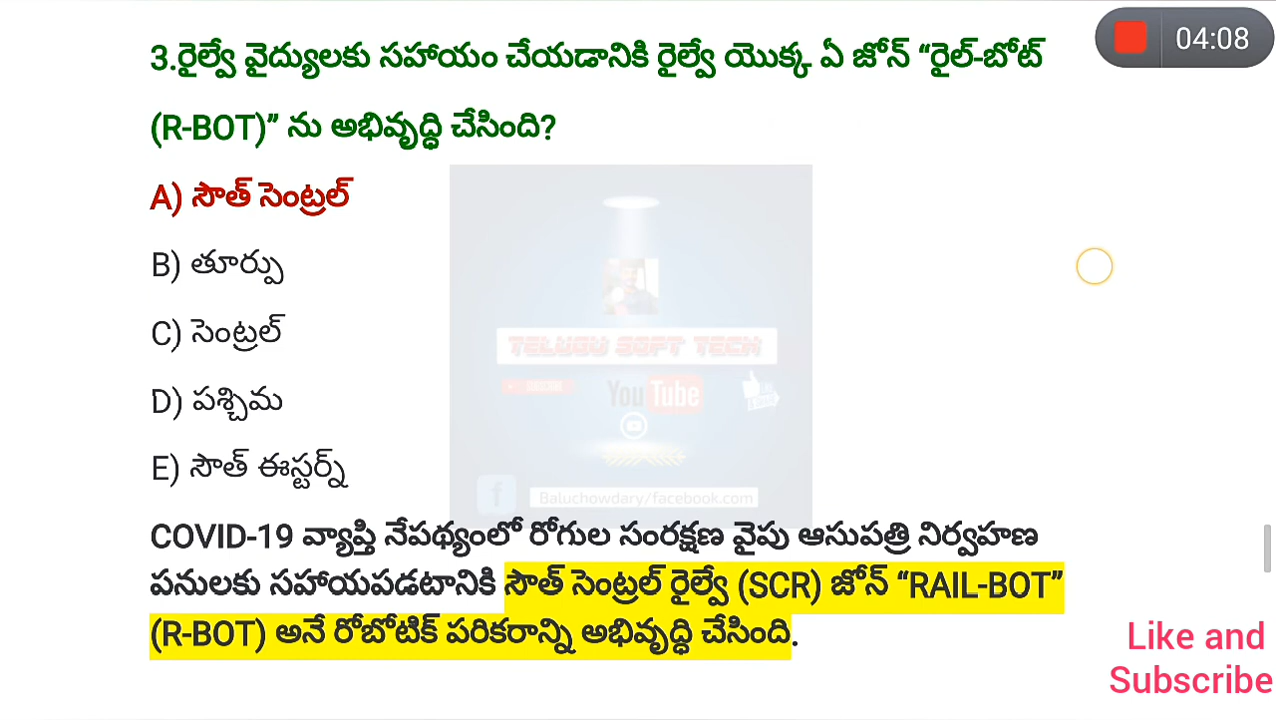 04:08
3.రైల్వే వైద్యులకు సహాయం చేయడానికి రైల్వే యొక్క ఏ జోన్ “రైల్-బోట్
(R-BOT)” ను అభివృద్ధి చేసింది?
A) సౌత్ సెంట్రల్
B) తూర్పు
C) సెంట్రల్
D) పశ్చిమ
E) సౌత్ ఈస్టర్న్
TELUGU SOFT TECH
SUBSCRIBE
YouTube
f
Baluchowdary/facebook.com
COVID-19 వ్యాప్తి నేపథ్యంలో రోగుల సంరక్షణ వైపు ఆసుపత్రి నిర్వహణ
పనులకు సహాయపడటానికి సౌత్ సెంట్రల్ రైల్వే (SCR) జోన్ “RAIL-BOT”
(R-BOT) అనే రోబోటిక్ పరికరాన్ని అభివృద్ధి చేసింది.
Like and
Subscribe